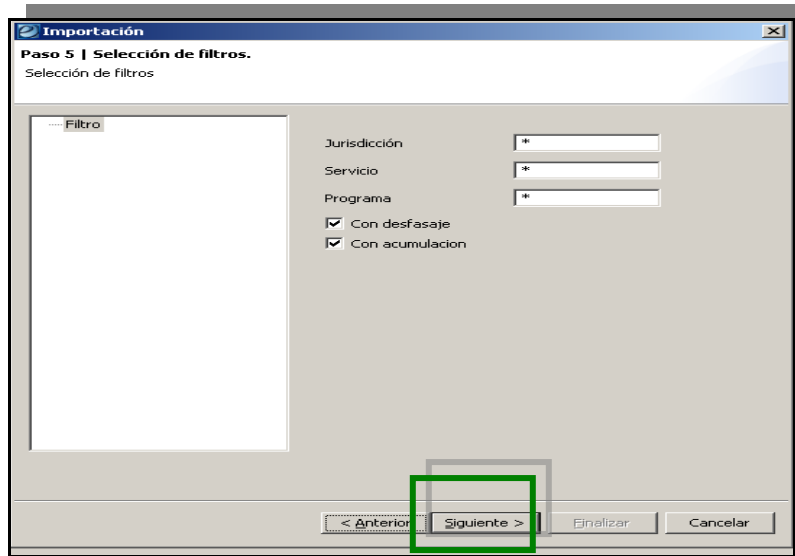 Importación
Paso 5 | Selección de filtros.
Selección de filtros
Filtro
Jurisdicción *
Servicio *
Programa *
Con desfasaje
Con acumulacion
< Anterior Siguiente > Finalizar Cancelar